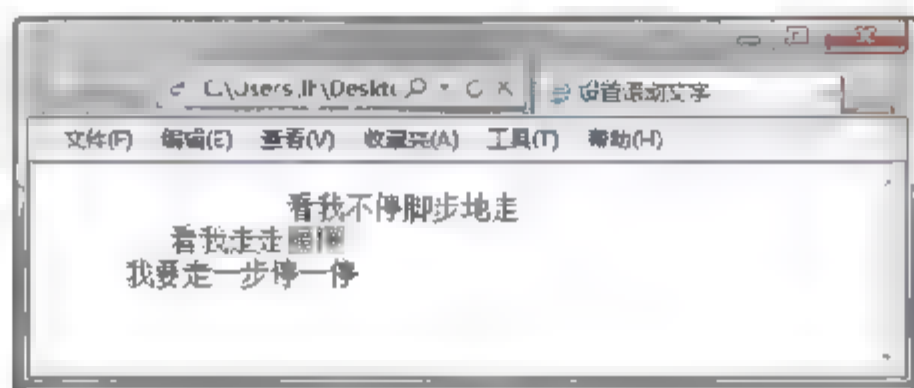 C:\Users\lh\Deskt
设置滚动文字
文件(F) 编辑(E) 查看(V) 收藏夹(A) 工具(T) 帮助(H)
看我不停脚步地走
看我走走
我要走一步停一停